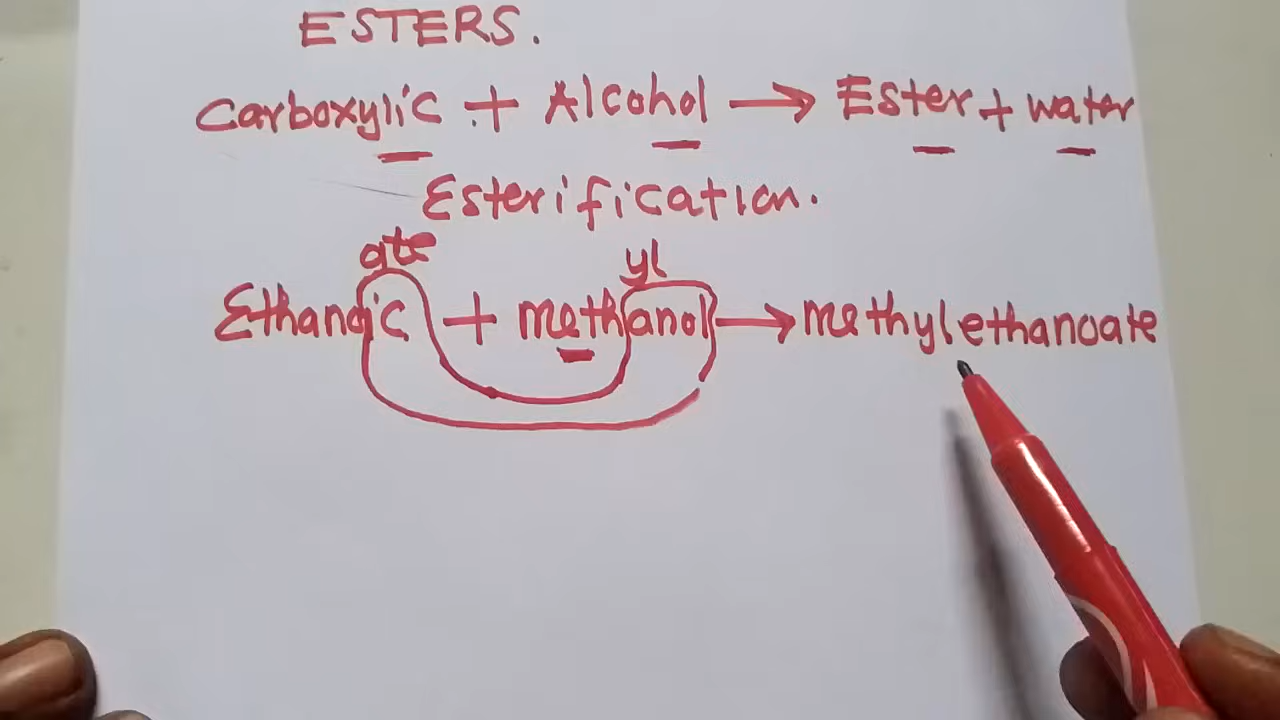 ESTERS.
Carboxylic + Alcohol → Ester + water
Esterification.
ate yl
Ethanoic + methanol → methylethanoate